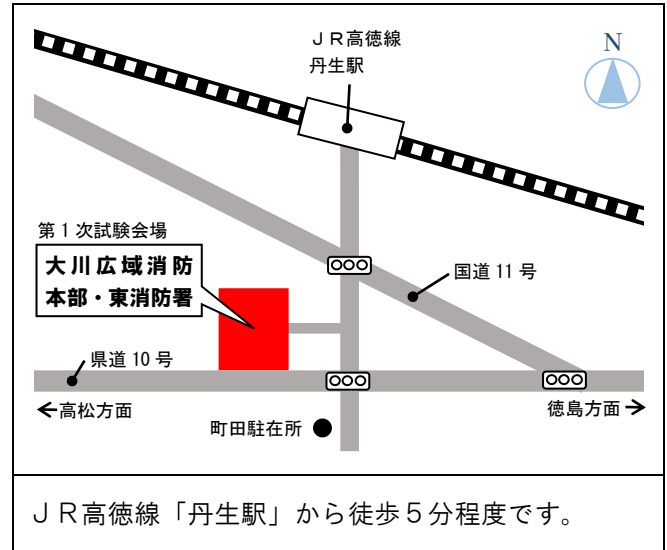 ＪＲ高徳線
丹生駅
N
第１次試験会場
大川広域消防
本部・東消防署
国道 11 号
県道 10 号
←高松方面
徳島方面→
町田駐在所
ＪＲ高徳線「丹生駅」から徒歩５分程度です。